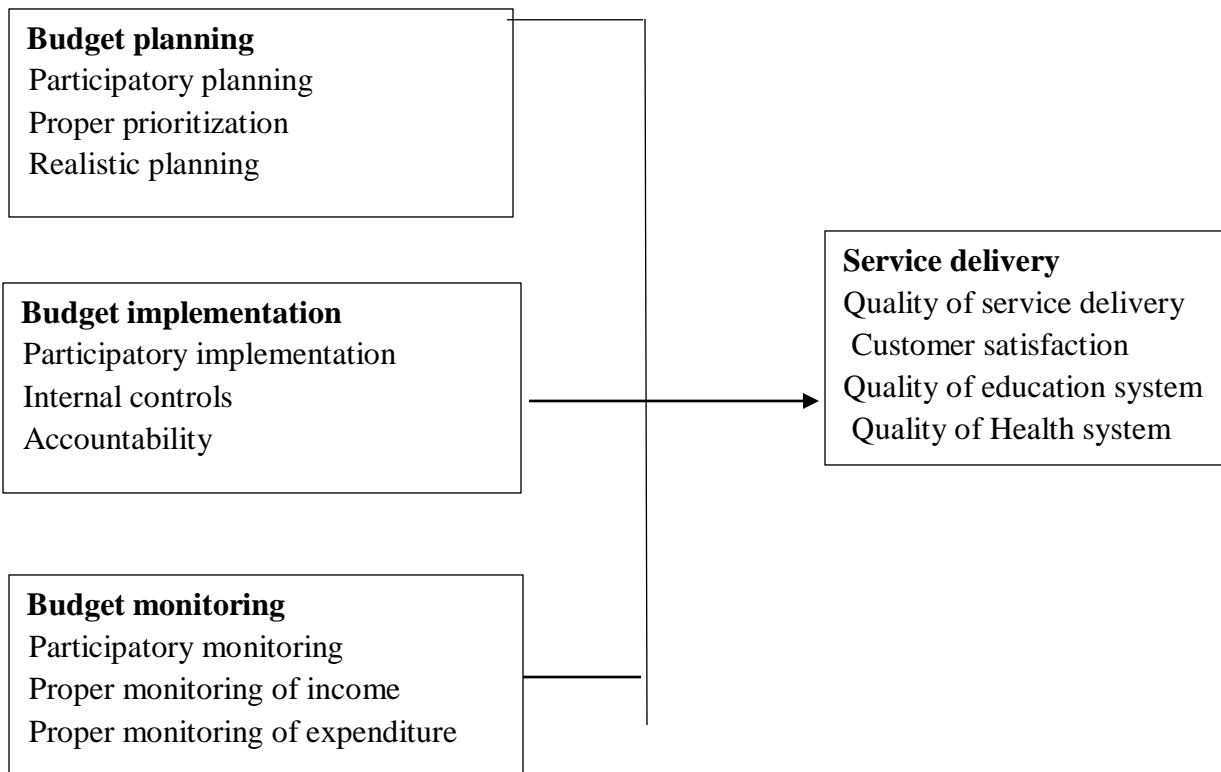 Budget planning
Participatory planning
Proper prioritization
Realistic planning
Budget implementation
Participatory implementation
Internal controls
Accountability
Budget monitoring
Participatory monitoring
Proper monitoring of income
Proper monitoring of expenditure
Service delivery
Quality of service delivery
Customer satisfaction
Quality of education system
Quality of Health system